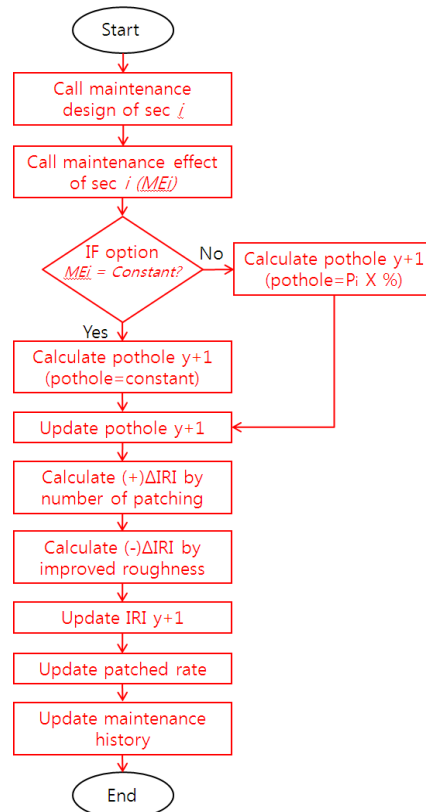 Start
Call maintenance
design of sec i
Call maintenance effect
of sec i (MEi)
IF option
MEi = Constant?
No
Calculate pothole y+1
(pothole=Pi X %)
Yes
Calculate pothole y+1
(pothole=constant)
Update pothole y+1
Calculate (+)ΔIRI by
number of patching
Calculate (-)ΔIRI by
improved roughness
Update IRI y+1
Update patched rate
Update maintenance
history
End